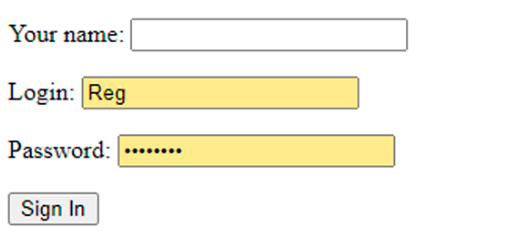 Your name:
Login: Reg
Password: ••••••••
Sign In